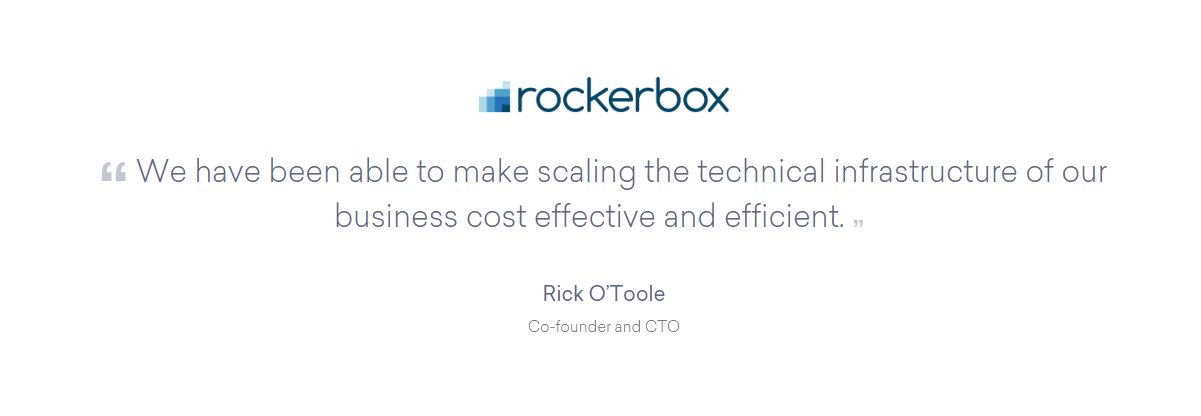 rockerbox
“ We have been able to make scaling the technical infrastructure of our
business cost effective and efficient. ”
Rick O’Toole
Co-founder and CTO